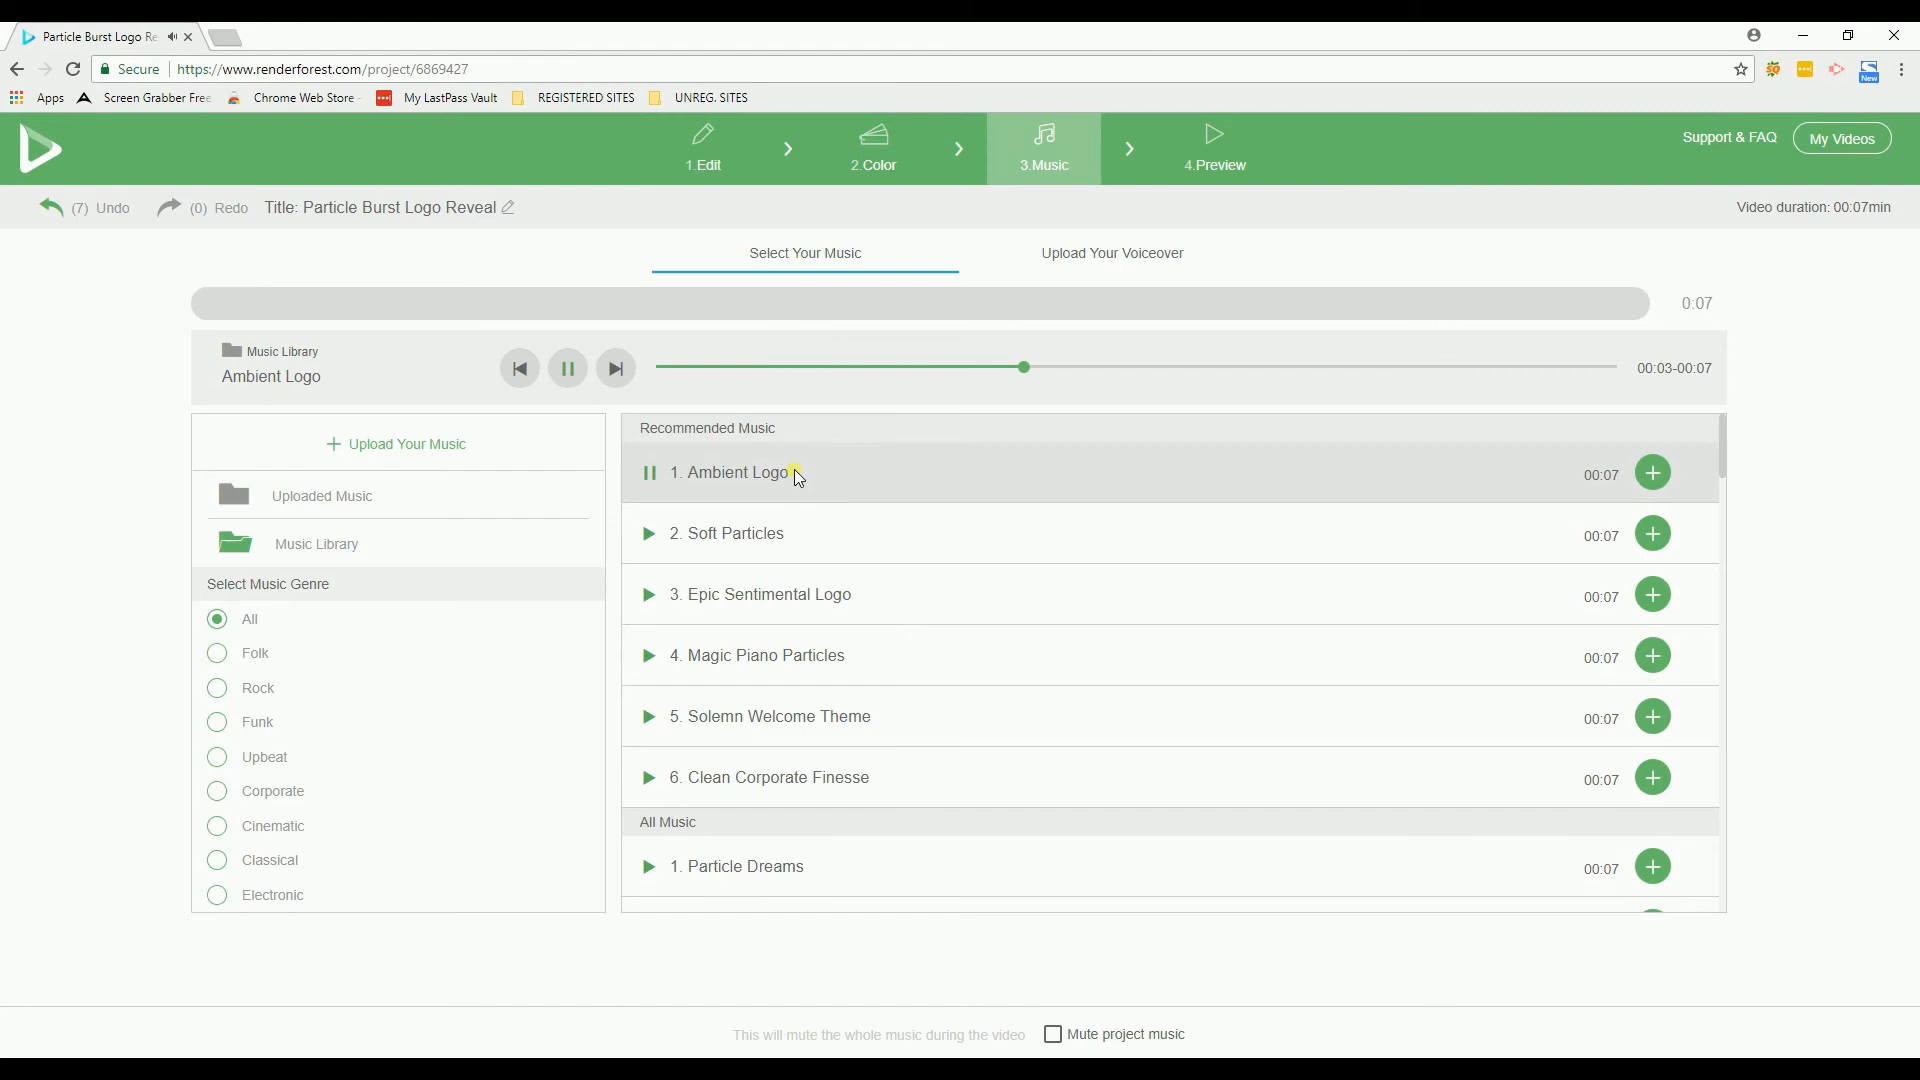 Particle Burst Logo Re
Secure https://www.renderforest.com/project/6869427
Apps Screen Grabber Free Chrome Web Store My LastPass Vault REGISTERED SITES UNREG. SITES
New
1.Edit 2.Color 3.Music 4.Preview
Support & FAQ My Videos
(7) Undo (0) Redo Title: Particle Burst Logo Reveal Video duration: 00:07min
Select Your Music Upload Your Voiceover
0:07
Music Library
Ambient Logo 00:03-00:07
+ Upload Your Music
Uploaded Music
Music Library
Select Music Genre
All
Folk
Rock
Funk
Upbeat
Corporate
Cinematic
Classical
Electronic
Recommended Music
1. Ambient Logo 00:07
2. Soft Particles 00:07
3. Epic Sentimental Logo 00:07
4. Magic Piano Particles 00:07
5. Solemn Welcome Theme 00:07
6. Clean Corporate Finesse 00:07
All Music
1. Particle Dreams 00:07
This will mute the whole music during the video Mute project music